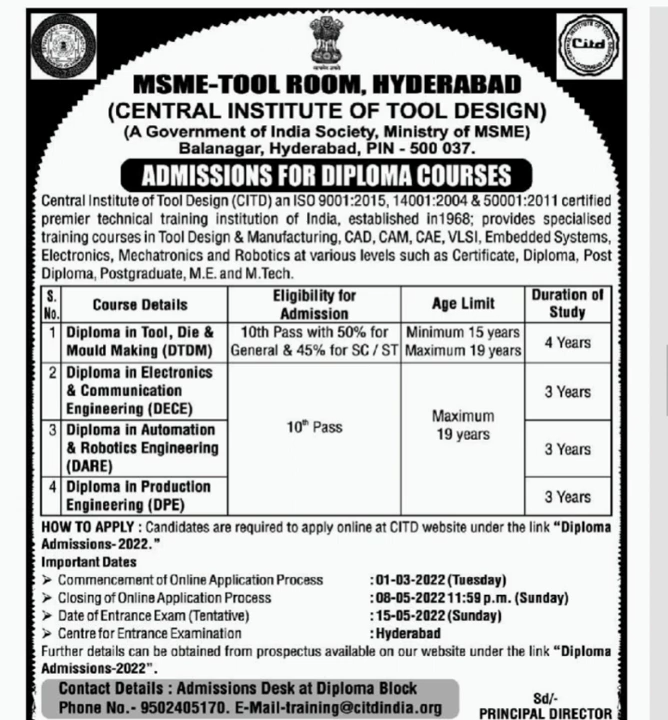 Citd
MSME-TOOL ROOM, HYDERABAD
(CENTRAL INSTITUTE OF TOOL DESIGN)
(A Government of India Society, Ministry of MSME)
Balanagar, Hyderabad, PIN - 500 037.
ADMISSIONS FOR DIPLOMA COURSES
Central Institute of Tool Design (CITD) an ISO 9001:2015, 14001:2004 & 50001:2011 certified
premier technical training institution of India, established in1968; provides specialised
training courses in Tool Design & Manufacturing, CAD, CAM, CAE, VLSI, Embedded Systems,
Electronics, Mechatronics and Robotics at various levels such as Certificate, Diploma, Post
Diploma, Postgraduate, M.E. and M.Tech.
S. No. Course Details Eligibility for Admission Age Limit Duration of Study
1 Diploma in Tool, Die & Mould Making (DTDM) 10th Pass with 50% for General & 45% for SC / ST Minimum 15 years Maximum 19 years 4 Years
2 Diploma in Electronics & Communication Engineering (DECE) 10th Pass Maximum 19 years 3 Years
3 Diploma in Automation & Robotics Engineering (DARE) 3 Years
4 Diploma in Production Engineering (DPE) 3 Years
HOW TO APPLY : Candidates are required to apply online at CITD website under the link "Diploma
Admissions-2022."
Important Dates
➢ Commencement of Online Application Process : 01-03-2022 (Tuesday)
➢ Closing of Online Application Process : 08-05-2022 11:59 p.m. (Sunday)
➢ Date of Entrance Exam (Tentative) : 15-05-2022 (Sunday)
➢ Centre for Entrance Examination : Hyderabad
Further details can be obtained from prospectus available on our website under the link "Diploma
Admissions-2022".
Contact Details : Admissions Desk at Diploma Block
Phone No.- 9502405170. E-Mail-training@citdindia.org
Sd/-
PRINCIPAL DIRECTOR